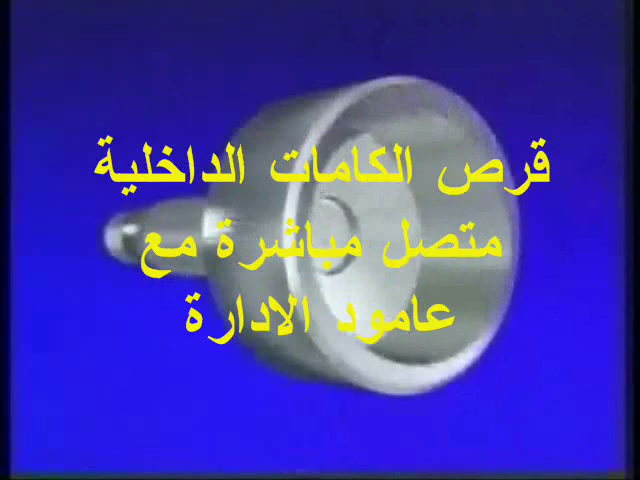 قرص الكامات الداخلية
متصل مباشرة مع
عامود الادارة